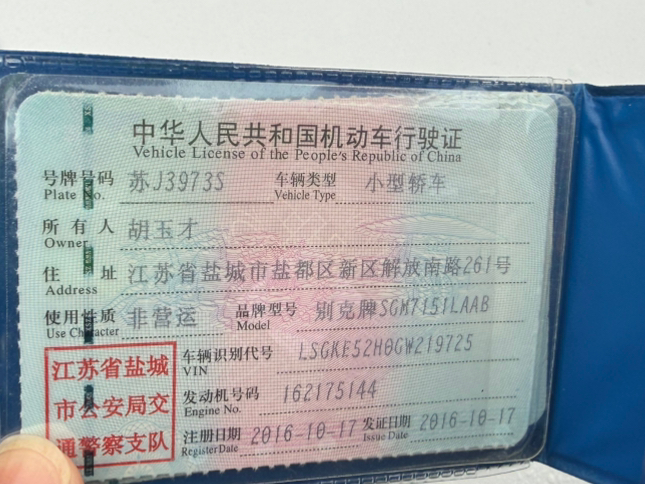 中华人民共和国机动车行驶证
Vehicle License of the People's Republic of China
号牌号码 苏J3973S 车辆类型 小型轿车
Plate No. Vehicle Type
所有人 胡玉才
Owner
住址 江苏省盐城市盐都区新区解放南路261号
Address
使用性质 非营运 品牌型号 别克牌SGM7151LAAB
Use Character Model
车辆识别代号 LSGKE52H0GW219725
VIN
发动机号码 162175144
Engine No.
注册日期 2016-10-17 发证日期 2016-10-17
Register Date Issue Date
江苏省盐城
市公安局交
通警察支队